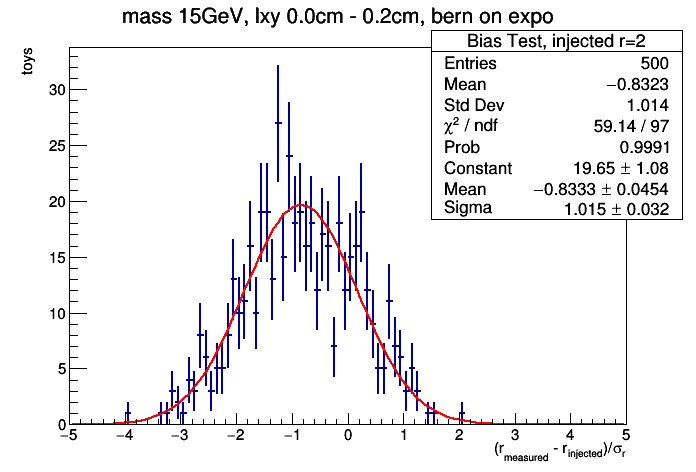 mass 15GeV, lxy 0.0cm - 0.2cm, bern on expo
Bias Test, injected r=2
Entries 500
Mean −0.8323
Std Dev 1.014
χ² / ndf 59.14 / 97
Prob 0.9991
Constant 19.65 ± 1.08
Mean −0.8333 ± 0.0454
Sigma 1.015 ± 0.032
toys
30
25
20
15
10
5
0
−5 −4 −3 −2 −1 0 1 2 3 4 5
(r_measured - r_injected)/σ_r